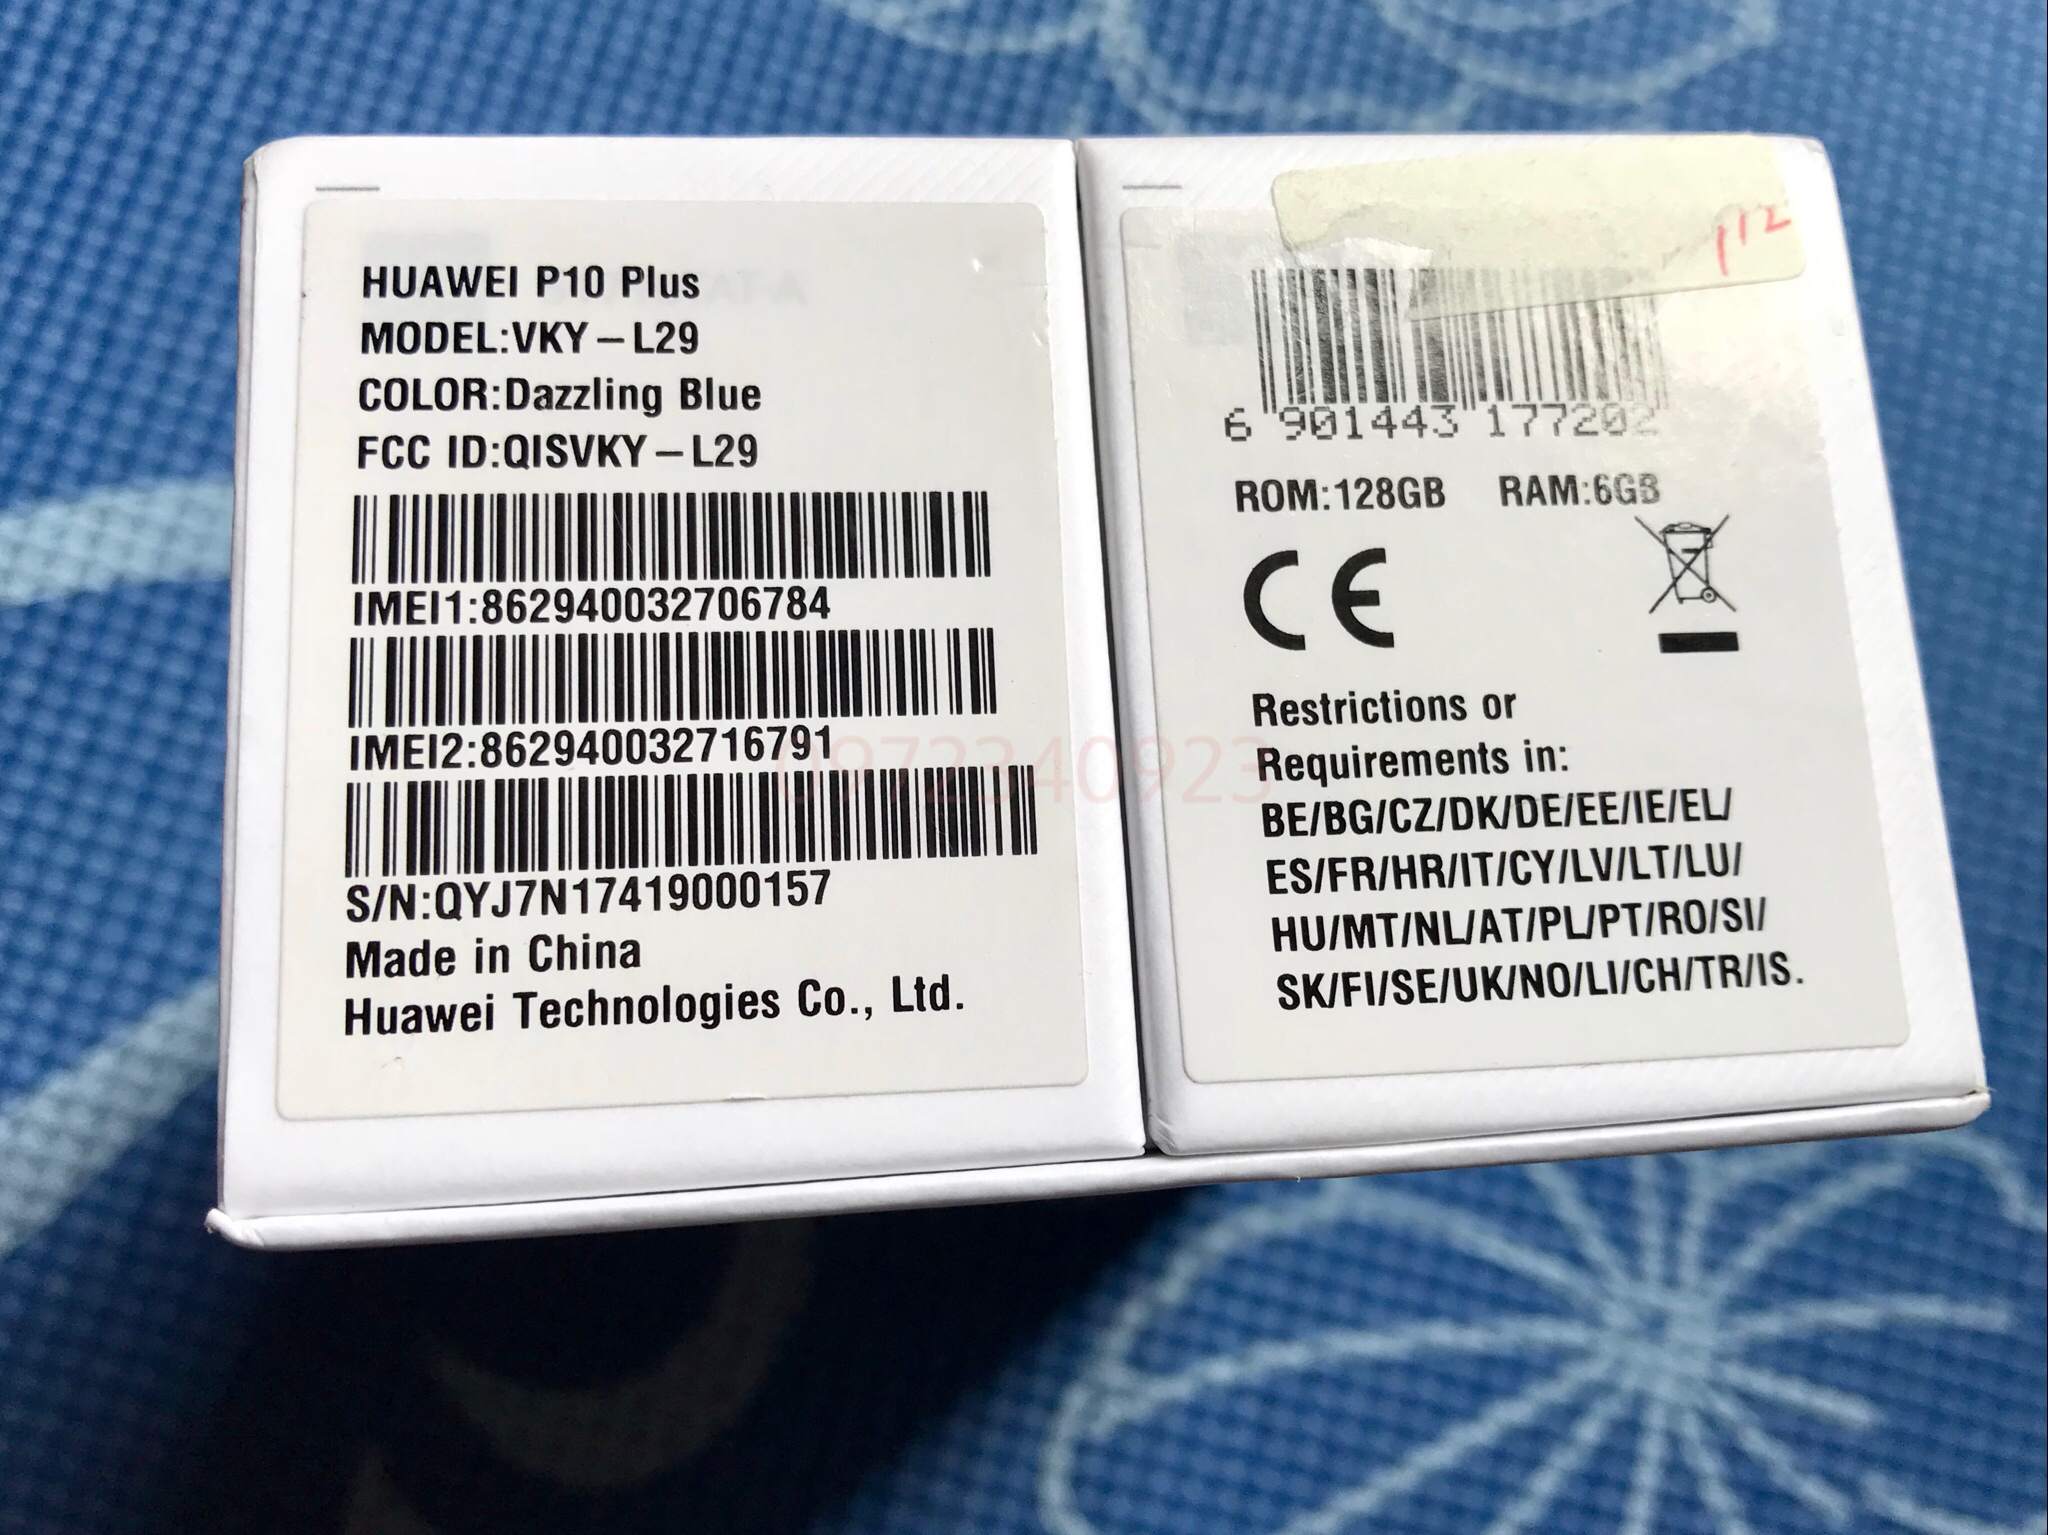 HUAWEI P10 Plus
MODEL:VKY–L29
COLOR:Dazzling Blue
FCC ID:QISVKY–L29
IMEI1:862940032706784
IMEI2:862940032716791
S/N:QYJ7N17419000157
Made in China
Huawei Technologies Co., Ltd.
112
6 901443 177202
ROM:128GB RAM:6GB
CE
Restrictions or
Requirements in:
BE/BG/CZ/DK/DE/EE/IE/EL/
ES/FR/HR/IT/CY/LV/LT/LU/
HU/MT/NL/AT/PL/PT/RO/SI/
SK/FI/SE/UK/NO/LI/CH/TR/IS.
0972340923